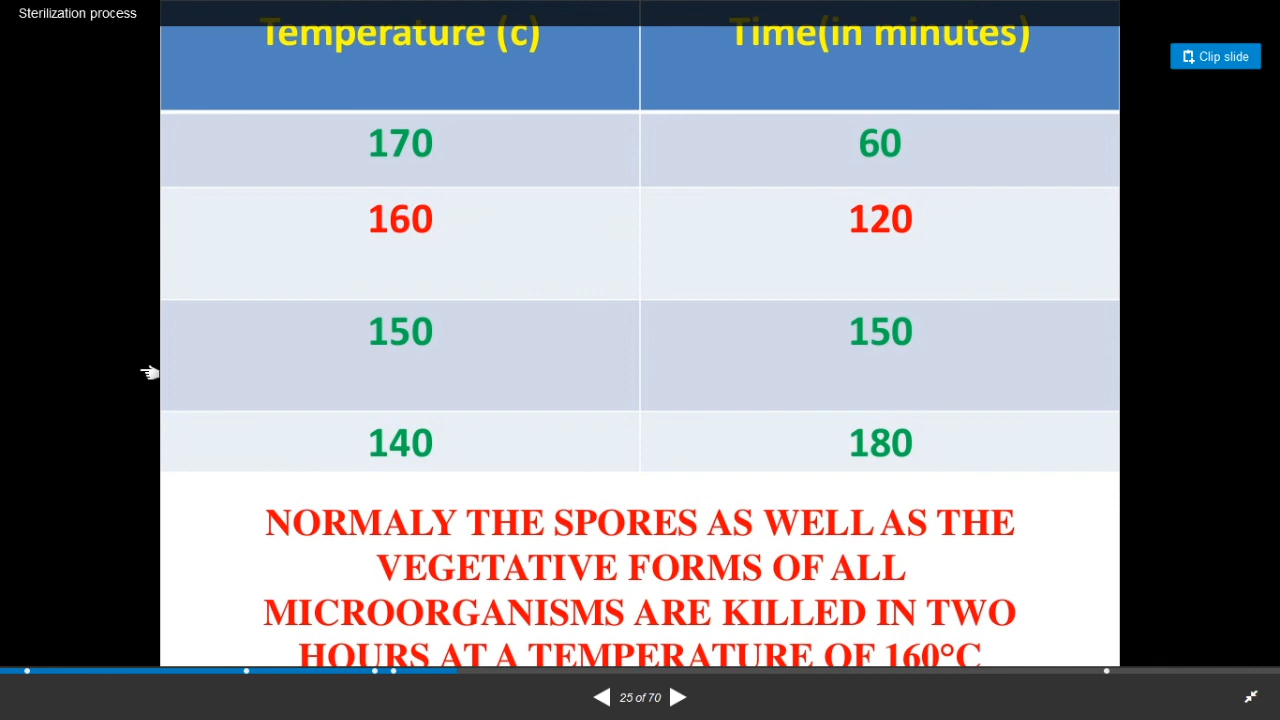 Sterilization process
Temperature (c) Time(in minutes)
Clip slide
170 60
160 120
150 150
140 180
NORMALY THE SPORES AS WELL AS THE
VEGETATIVE FORMS OF ALL
MICROORGANISMS ARE KILLED IN TWO
HOURS AT A TEMPERATURE OF 160°C
25 of 70